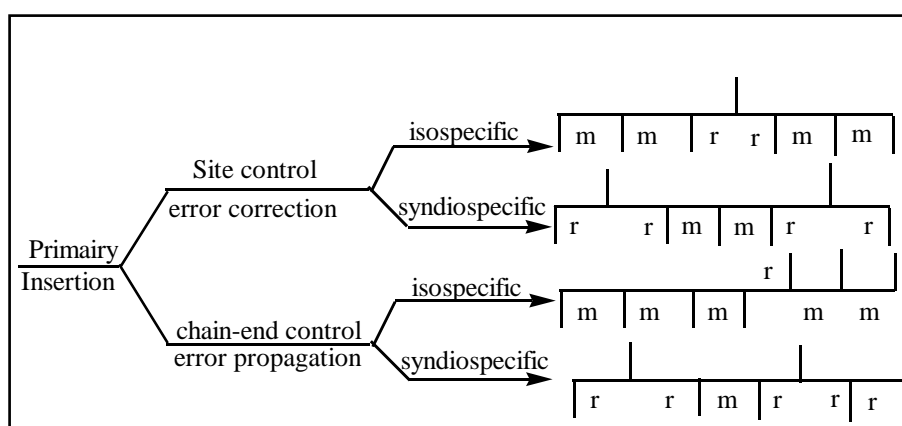 Primairy
Insertion
Site control
error correction
isospecific
m m r r m m
syndiospecific
r r m m r r
chain-end control
error propagation
isospecific
r
m m m m m
syndiospecific
r r m r r r